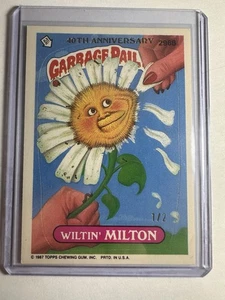 40TH ANNIVERSARY
GARBAGE PAIL
WILTIN' MILTON
© 1987 TOPPS CHEWING GUM, INC. PRTD. IN U.S.A.